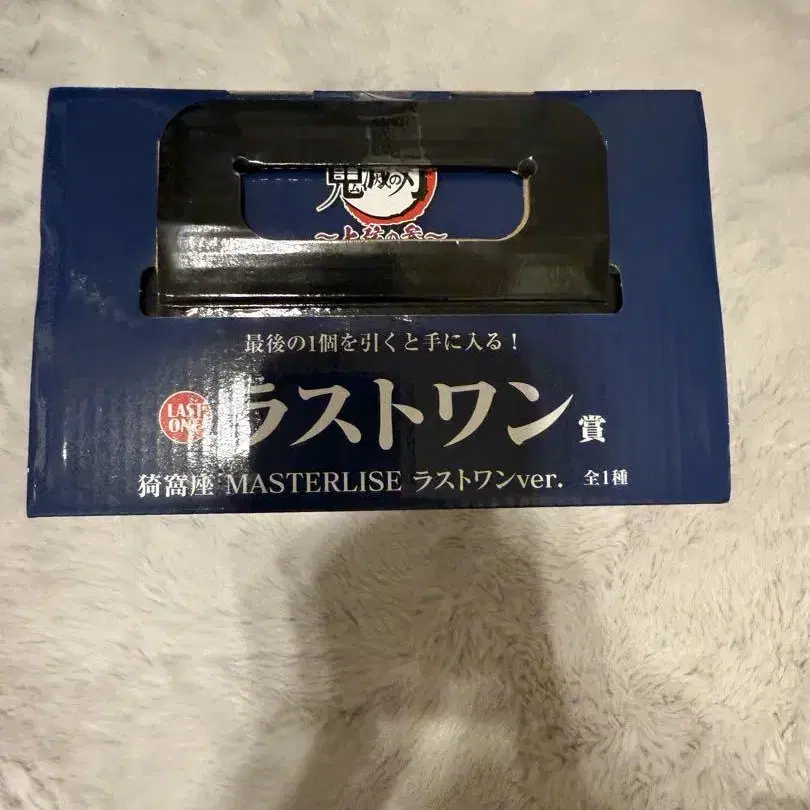 鬼滅の刃
最後の1個を引くと手に入る!
LAST
ONE
ラストワン賞
猗窩座 MASTERLISE ラストワンver. 全1種